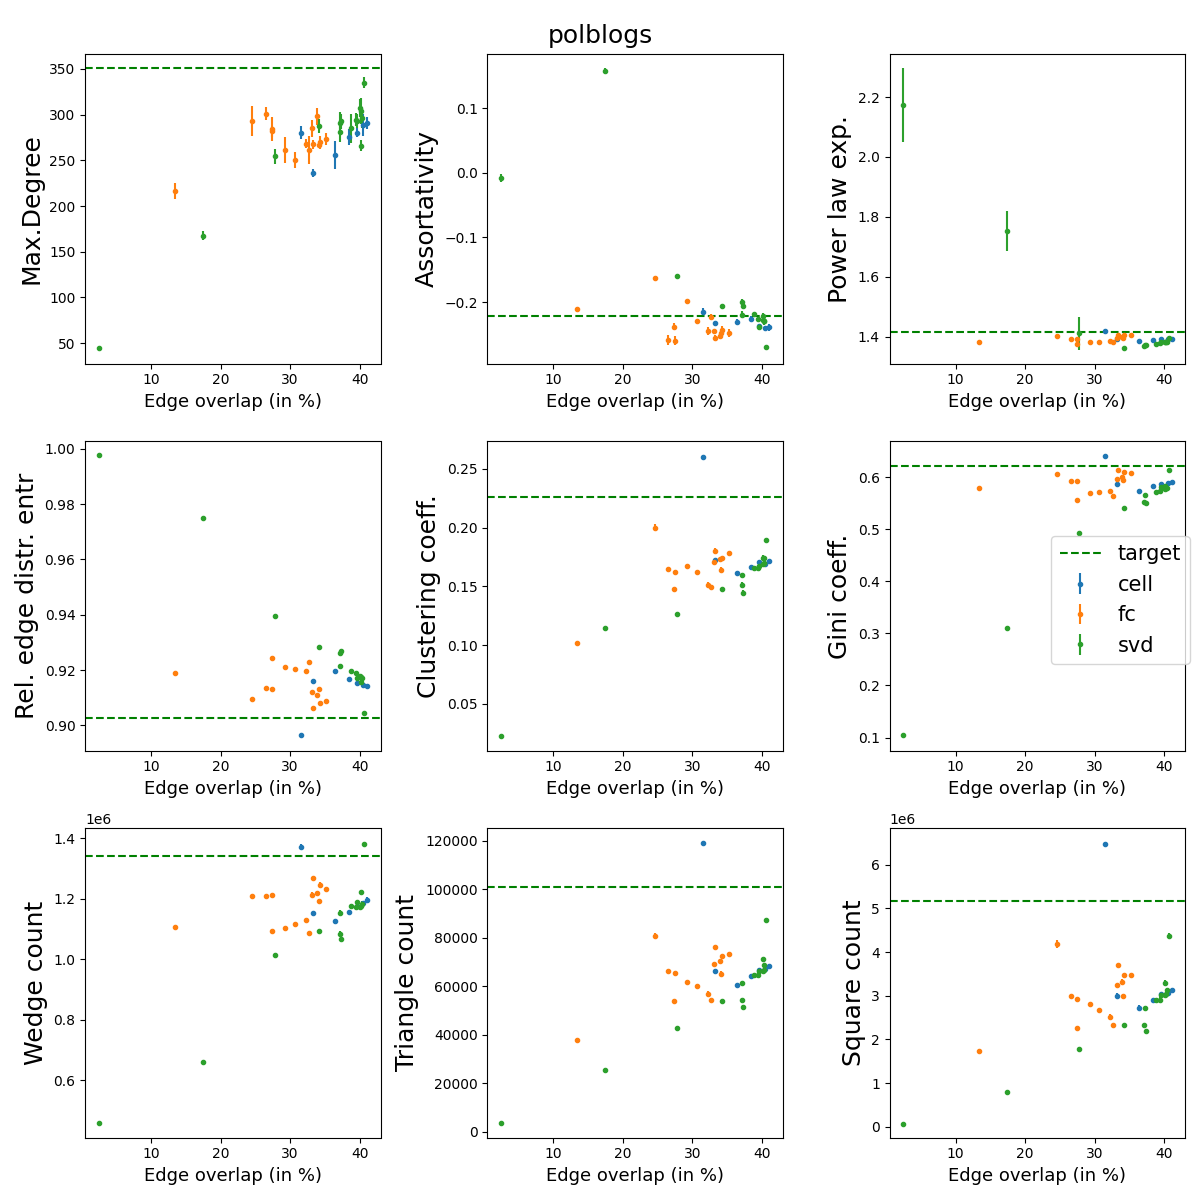 polblogs
350
300
250
200
150
100
50
Max.Degree
10 20 30 40
Edge overlap (in %)
0.1
0.0
−0.1
−0.2
Assortativity
10 20 30 40
Edge overlap (in %)
2.2
2.0
1.8
1.6
1.4
Power law exp.
10 20 30 40
Edge overlap (in %)
1.00
0.98
0.96
0.94
0.92
0.90
Rel. edge distr. entr
10 20 30 40
Edge overlap (in %)
0.25
0.20
0.15
0.10
0.05
Clustering coeff.
10 20 30 40
Edge overlap (in %)
0.6
0.5
0.4
0.3
0.2
0.1
Gini coeff.
target
cell
fc
svd
10 20 30 40
Edge overlap (in %)
1e6
1.4
1.2
1.0
0.8
0.6
Wedge count
10 20 30 40
Edge overlap (in %)
120000
100000
80000
60000
40000
20000
0
Triangle count
10 20 30 40
Edge overlap (in %)
1e6
6
5
4
3
2
1
0
Square count
10 20 30 40
Edge overlap (in %)